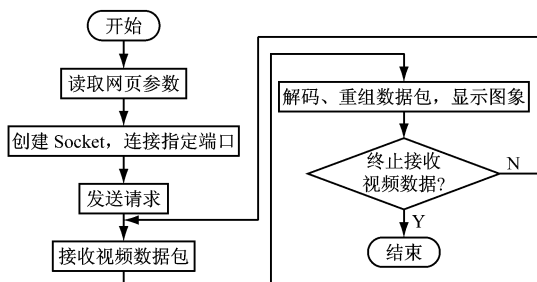 开始
读取网页参数
创建 Socket，连接指定端口
发送请求
接收视频数据包
解码、重组数据包，显示图象
终止接收
视频数据?
N
Y
结束